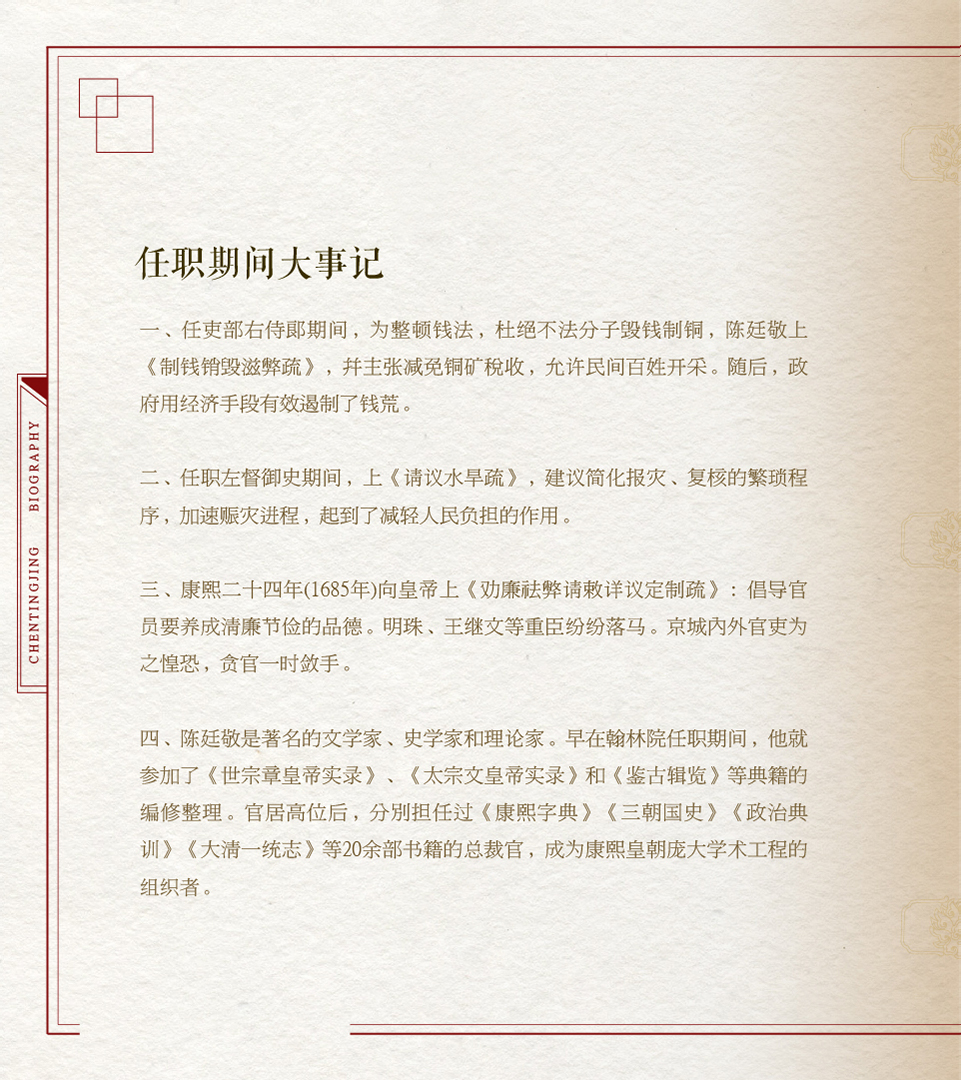 任职期间大事记
一、任吏部右侍郎期间，为整顿钱法，杜绝不法分子毁钱制铜，陈廷敬上
《制钱销毁滋弊疏》，并主张减免铜矿税收，允许民间百姓开采。随后，政
府用经济手段有效遏制了钱荒。
二、任职左督御史期间，上《请议水旱疏》，建议简化报灾、复核的繁琐程
序，加速赈灾进程，起到了减轻人民负担的作用。
三、康熙二十四年(1685年)向皇帝上《劝廉祛弊请敕详议定制疏》：倡导官
员要养成清廉节俭的品德。明珠、王继文等重臣纷纷落马。京城内外官吏为
之惶恐，贪官一时敛手。
四、陈廷敬是著名的文学家、史学家和理论家。早在翰林院任职期间，他就
参加了《世宗章皇帝实录》、《太宗文皇帝实录》和《鉴古辑览》等典籍的
编修整理。官居高位后，分别担任过《康熙字典》《三朝国史》《政治典
训》《大清一统志》等20余部书籍的总裁官，成为康熙皇朝庞大学术工程的
组织者。
CHENTINGJING BIOGRAPHY